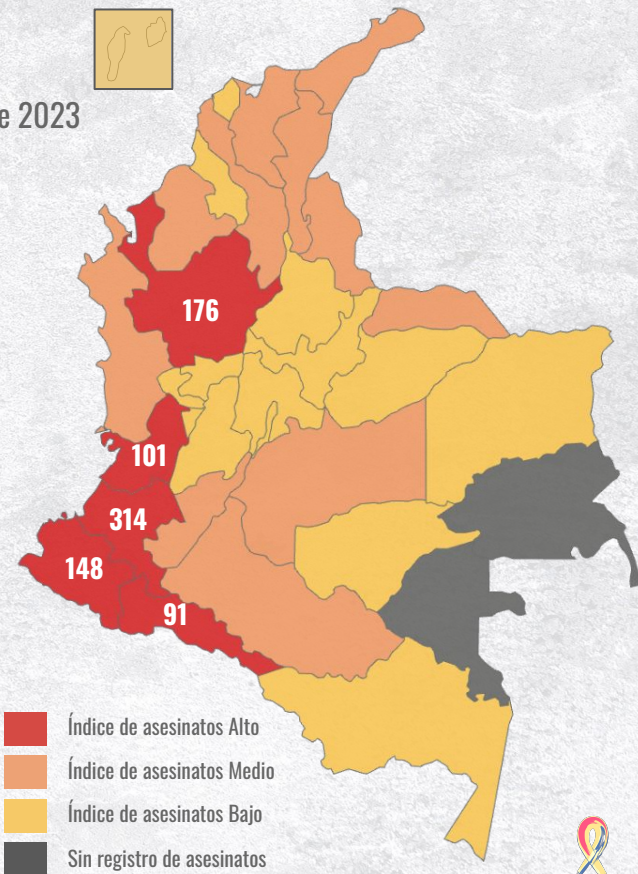 e 2023
176
101
314
148
91
Índice de asesinatos Alto
Índice de asesinatos Medio
Índice de asesinatos Bajo
Sin registro de asesinatos